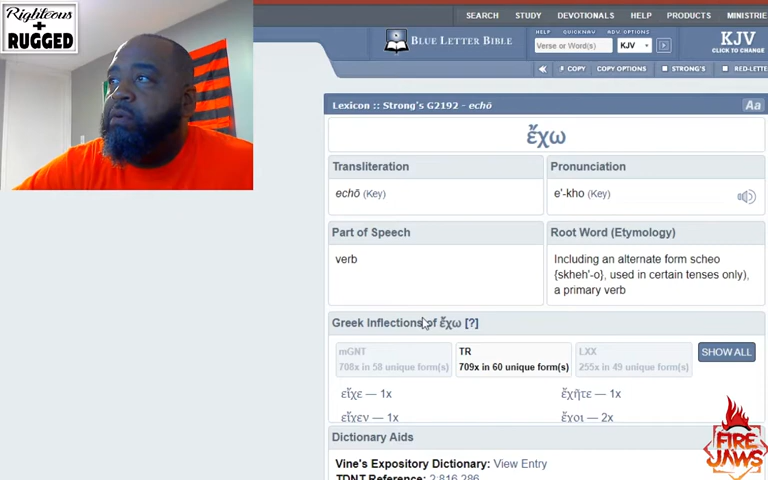 Righteous
+
RUGGED
SEARCH STUDY DEVOTIONALS HELP PRODUCTS MINISTRIE
BLUE LETTER BIBLE
HELP QUICKNAV ADV. OPTIONS
Verse or Word(s) KJV
KJV
CLICK TO CHANGE
COPY COPY OPTIONS STRONG'S RED-LETTE
Lexicon :: Strong's G2192 - echō Aa
ἔχω
Transliteration
echō (Key)
Pronunciation
e'-kho (Key)
Part of Speech
verb
Root Word (Etymology)
Including an alternate form scheo
{skheh'-o}, used in certain tenses only),
a primary verb
Greek Inflections of ἔχω [?]
mGNT
708x in 58 unique form(s)
TR
709x in 60 unique form(s)
LXX
255x in 49 unique form(s)
SHOW ALL
εἶχε — 1x
ἔχητε — 1x
εἶχεν — 1x
ἔχοι — 2x
Dictionary Aids
Vine's Expository Dictionary: View Entry
TDNT Reference: 2:816,286
FIRE
JAWS